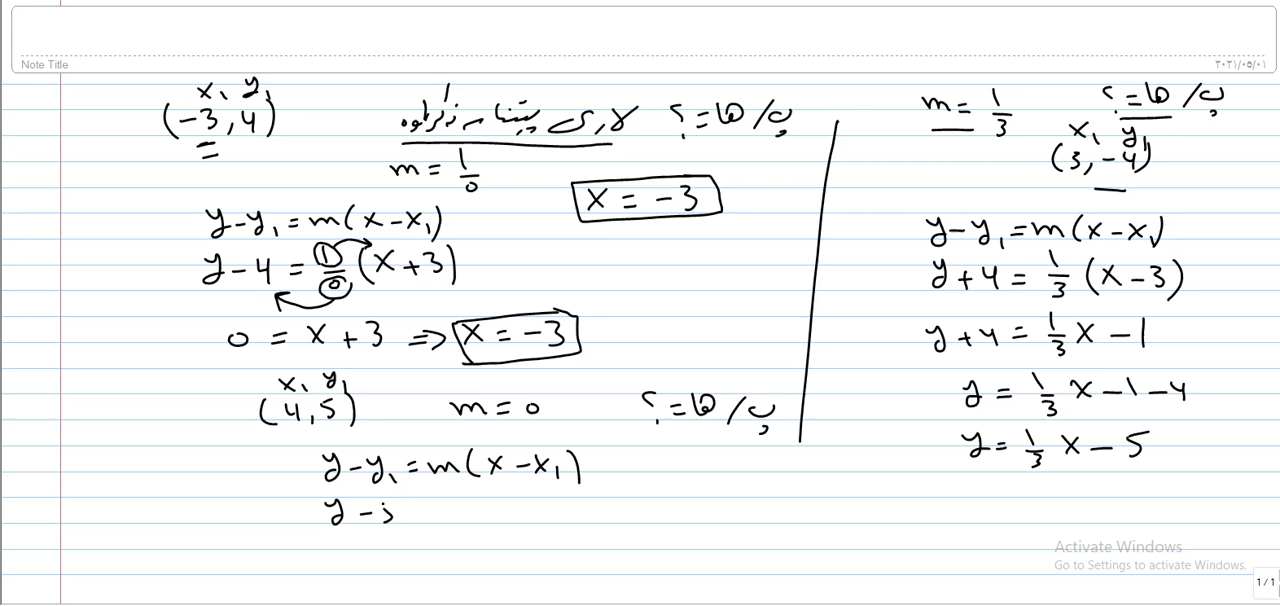 Note Title
٢٠٢١/٠٥/٠١
m = 1/3 ب/ ها=؟
x₁ y₁
(3, -4)
y - y₁ = m(x - x₁)
y + 4 = 1/3 (x - 3)
y + 4 = 1/3 x - 1
y = 1/3 x - 1 - 4
y = 1/3 x - 5
x₁ y₁
(-3, 4) ب/ ها=؟
m = 1/0
x = -3
y - y₁ = m(x - x₁)
y - 4 = 1/0 (x + 3)
0 = x + 3 ⇒ x = -3
x₁ y₁
(4, 5) m = 0 ب/ ها=؟
y - y₁ = m(x - x₁)
y -
Activate Windows
Go to Settings to activate Windows.
1/1